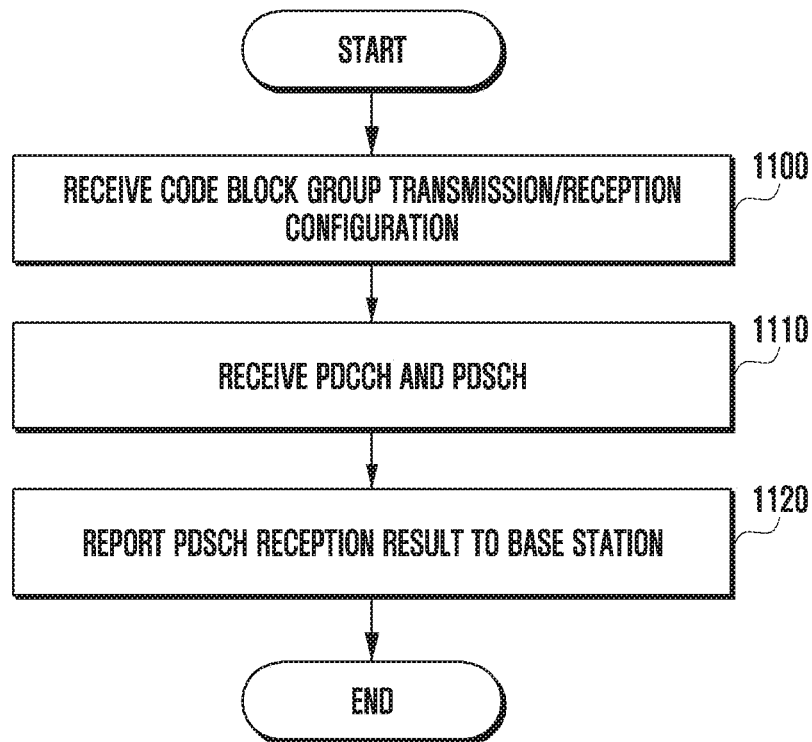 START
RECEIVE CODE BLOCK GROUP TRANSMISSION/RECEPTION
CONFIGURATION
1100
RECEIVE PDCCH AND PDSCH
1110
REPORT PDSCH RECEPTION RESULT TO BASE STATION
1120
END